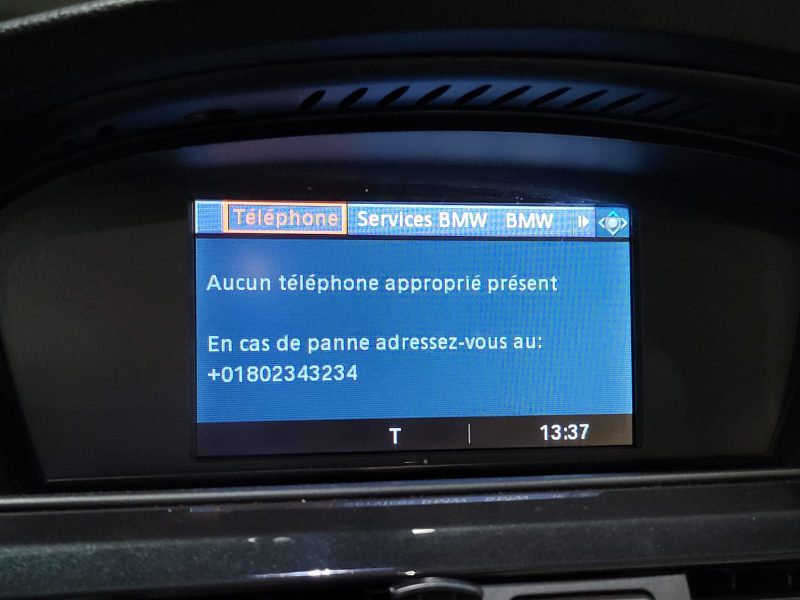 Téléphone Services BMW BMW
Aucun téléphone approprié présent
En cas de panne adressez-vous au:
+01802343234
T 13:37